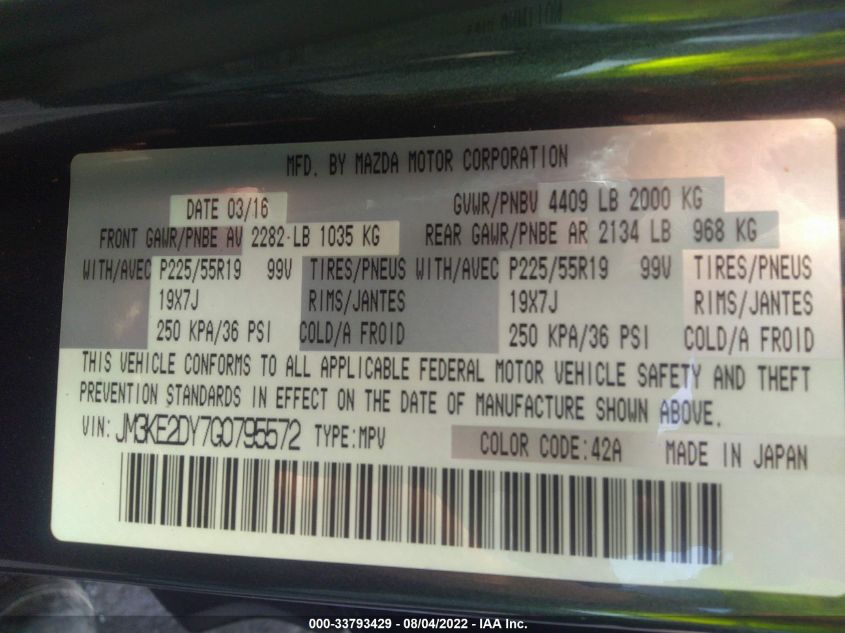 MFD. BY MAZDA MOTOR CORPORATION
DATE 03/16 GVWR/PNBV 4409 LB 2000 KG
FRONT GAWR/PNBE AV 2282 LB 1035 KG REAR GAWR/PNBE AR 2134 LB 968 KG
WITH/AVEC P225/55R19 99V TIRES/PNEUS WITH/AVEC P225/55R19 99V TIRES/PNEUS
19X7J RIMS/JANTES 19X7J RIMS/JANTES
250 KPA/36 PSI COLD/A FROID 250 KPA/36 PSI COLD/A FROID
THIS VEHICLE CONFORMS TO ALL APPLICABLE FEDERAL MOTOR VEHICLE SAFETY AND THEFT
PREVENTION STANDARDS IN EFFECT ON THE DATE OF MANUFACTURE SHOWN ABOVE.
VIN: JM3KE2DY7G0795572 TYPE:MPV COLOR CODE:42A MADE IN JAPAN
000-33793429 - 08/04/2022 - IAA Inc.